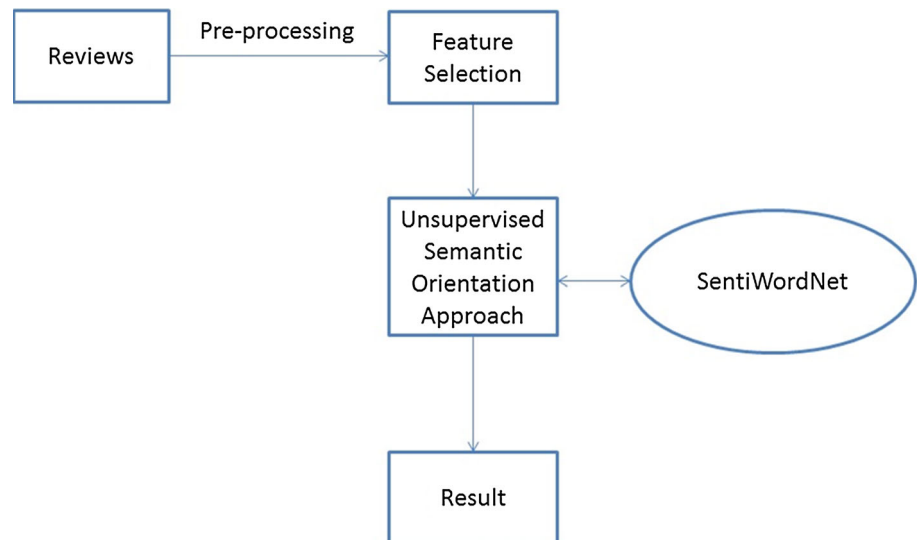 Reviews
Pre-processing
Feature
Selection
Unsupervised
Semantic
Orientation
Approach
SentiWordNet
Result